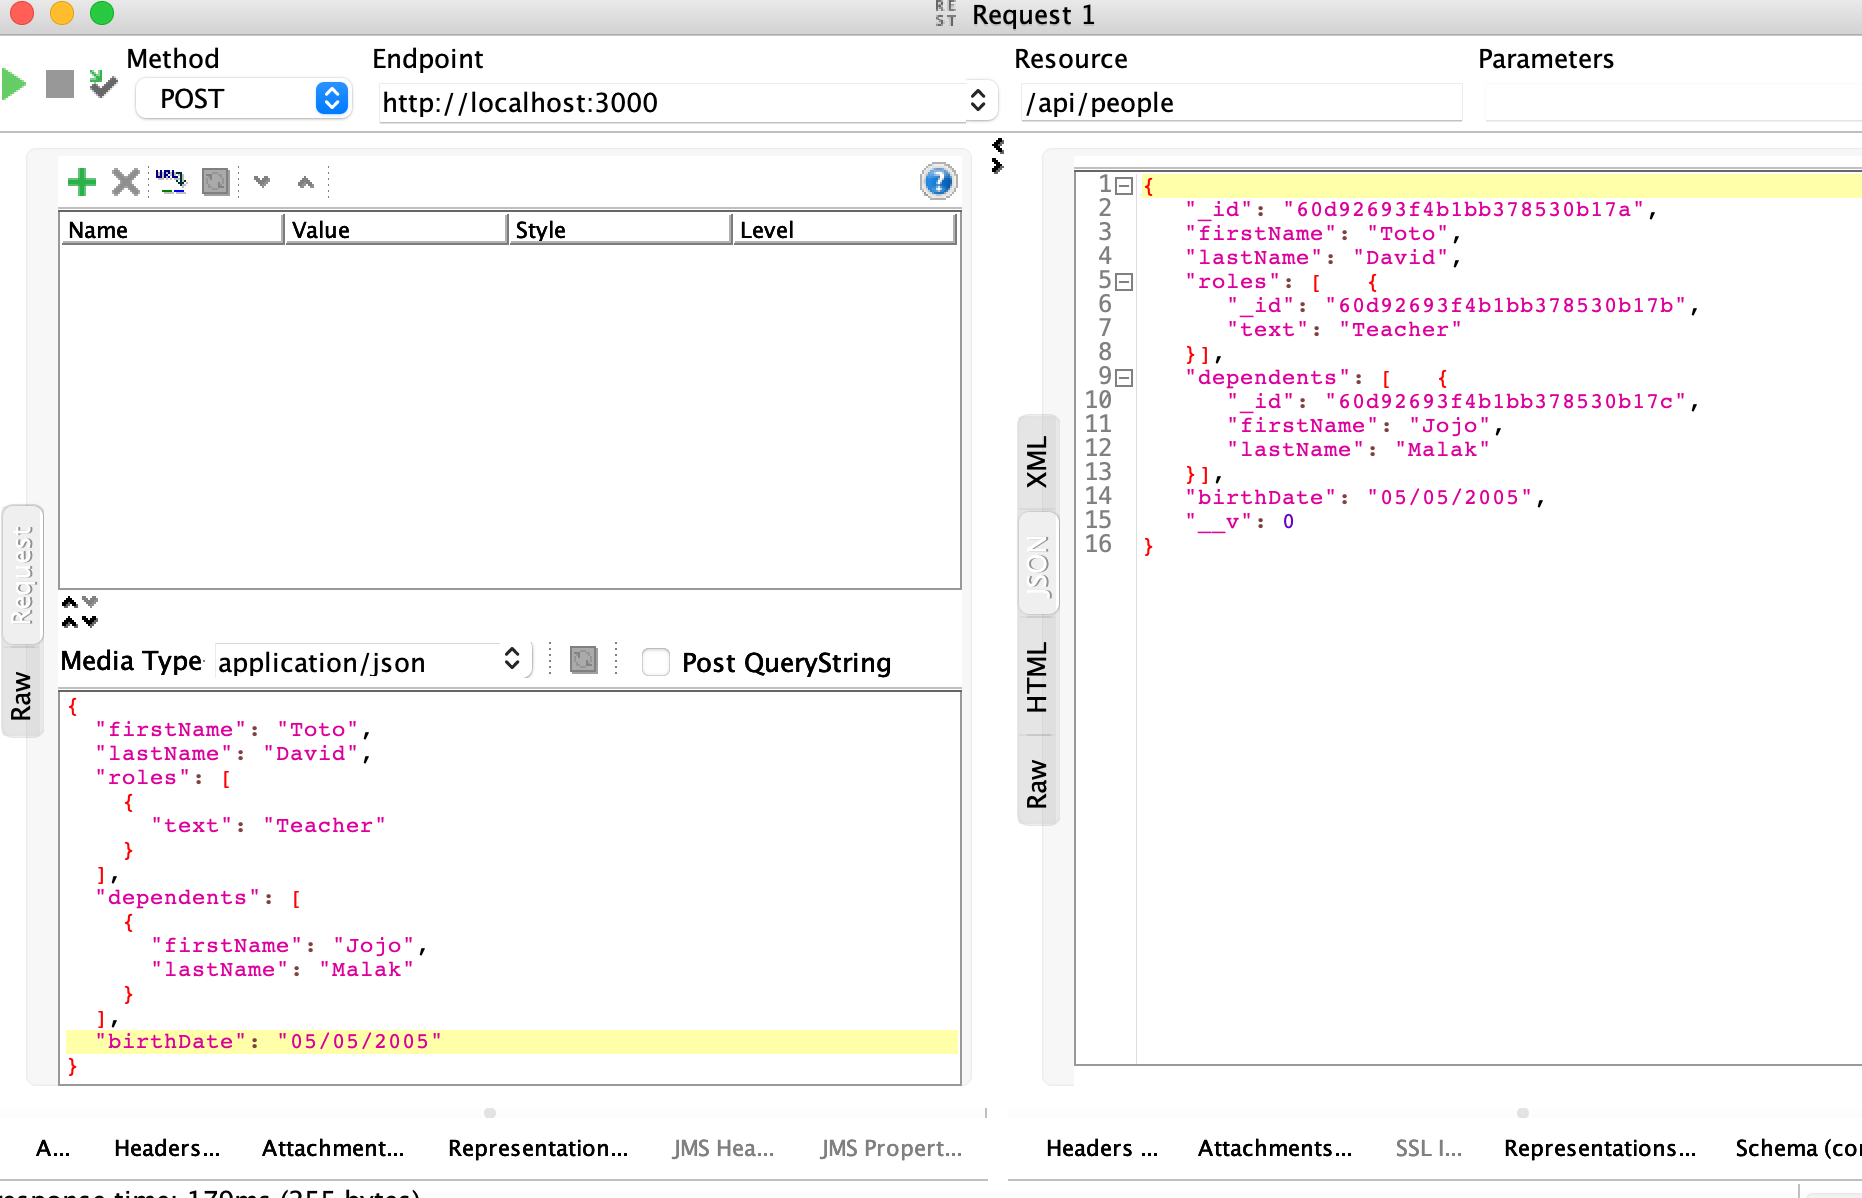 REST Request 1
Method
Endpoint
Resource
Parameters
POST
http://localhost:3000
/api/people
URL
?
Name Value Style Level
Request
Raw
Media Type application/json Post QueryString
{
"firstName": "Toto",
"lastName": "David",
"roles": [
{
"text": "Teacher"
}
],
"dependents": [
{
"firstName": "Jojo",
"lastName": "Malak"
}
],
"birthDate": "05/05/2005"
}
A... Headers... Attachment... Representation... JMS Hea... JMS Propert...
XML
JSON
HTML
Raw
1 {
2 "_id": "60d92693f4b1bb378530b17a",
3 "firstName": "Toto",
4 "lastName": "David",
5 "roles": [ {
6 "_id": "60d92693f4b1bb378530b17b",
7 "text": "Teacher"
8 }],
9 "dependents": [ {
10 "_id": "60d92693f4b1bb378530b17c",
11 "firstName": "Jojo",
12 "lastName": "Malak"
13 }],
14 "birthDate": "05/05/2005",
15 "__v": 0
16 }
Headers ... Attachments... SSL I... Representations... Schema (co
esponse time: 179ms (255 bytes)